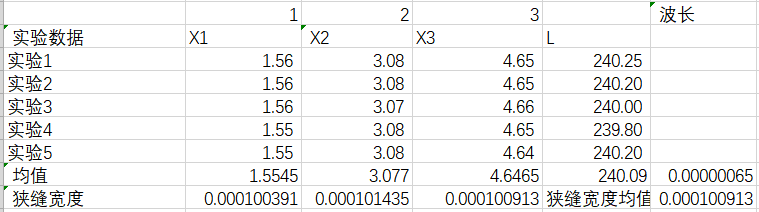 1 2 3 波长
实验数据 X1 X2 X3 L
实验1 1.56 3.08 4.65 240.25
实验2 1.56 3.08 4.65 240.20
实验3 1.56 3.07 4.66 240.00
实验4 1.55 3.08 4.65 239.80
实验5 1.55 3.08 4.64 240.20
均值 1.5545 3.077 4.6465 240.09 0.00000065
狭缝宽度 0.000100391 0.000101435 0.000100913 狭缝宽度均值 0.000100913